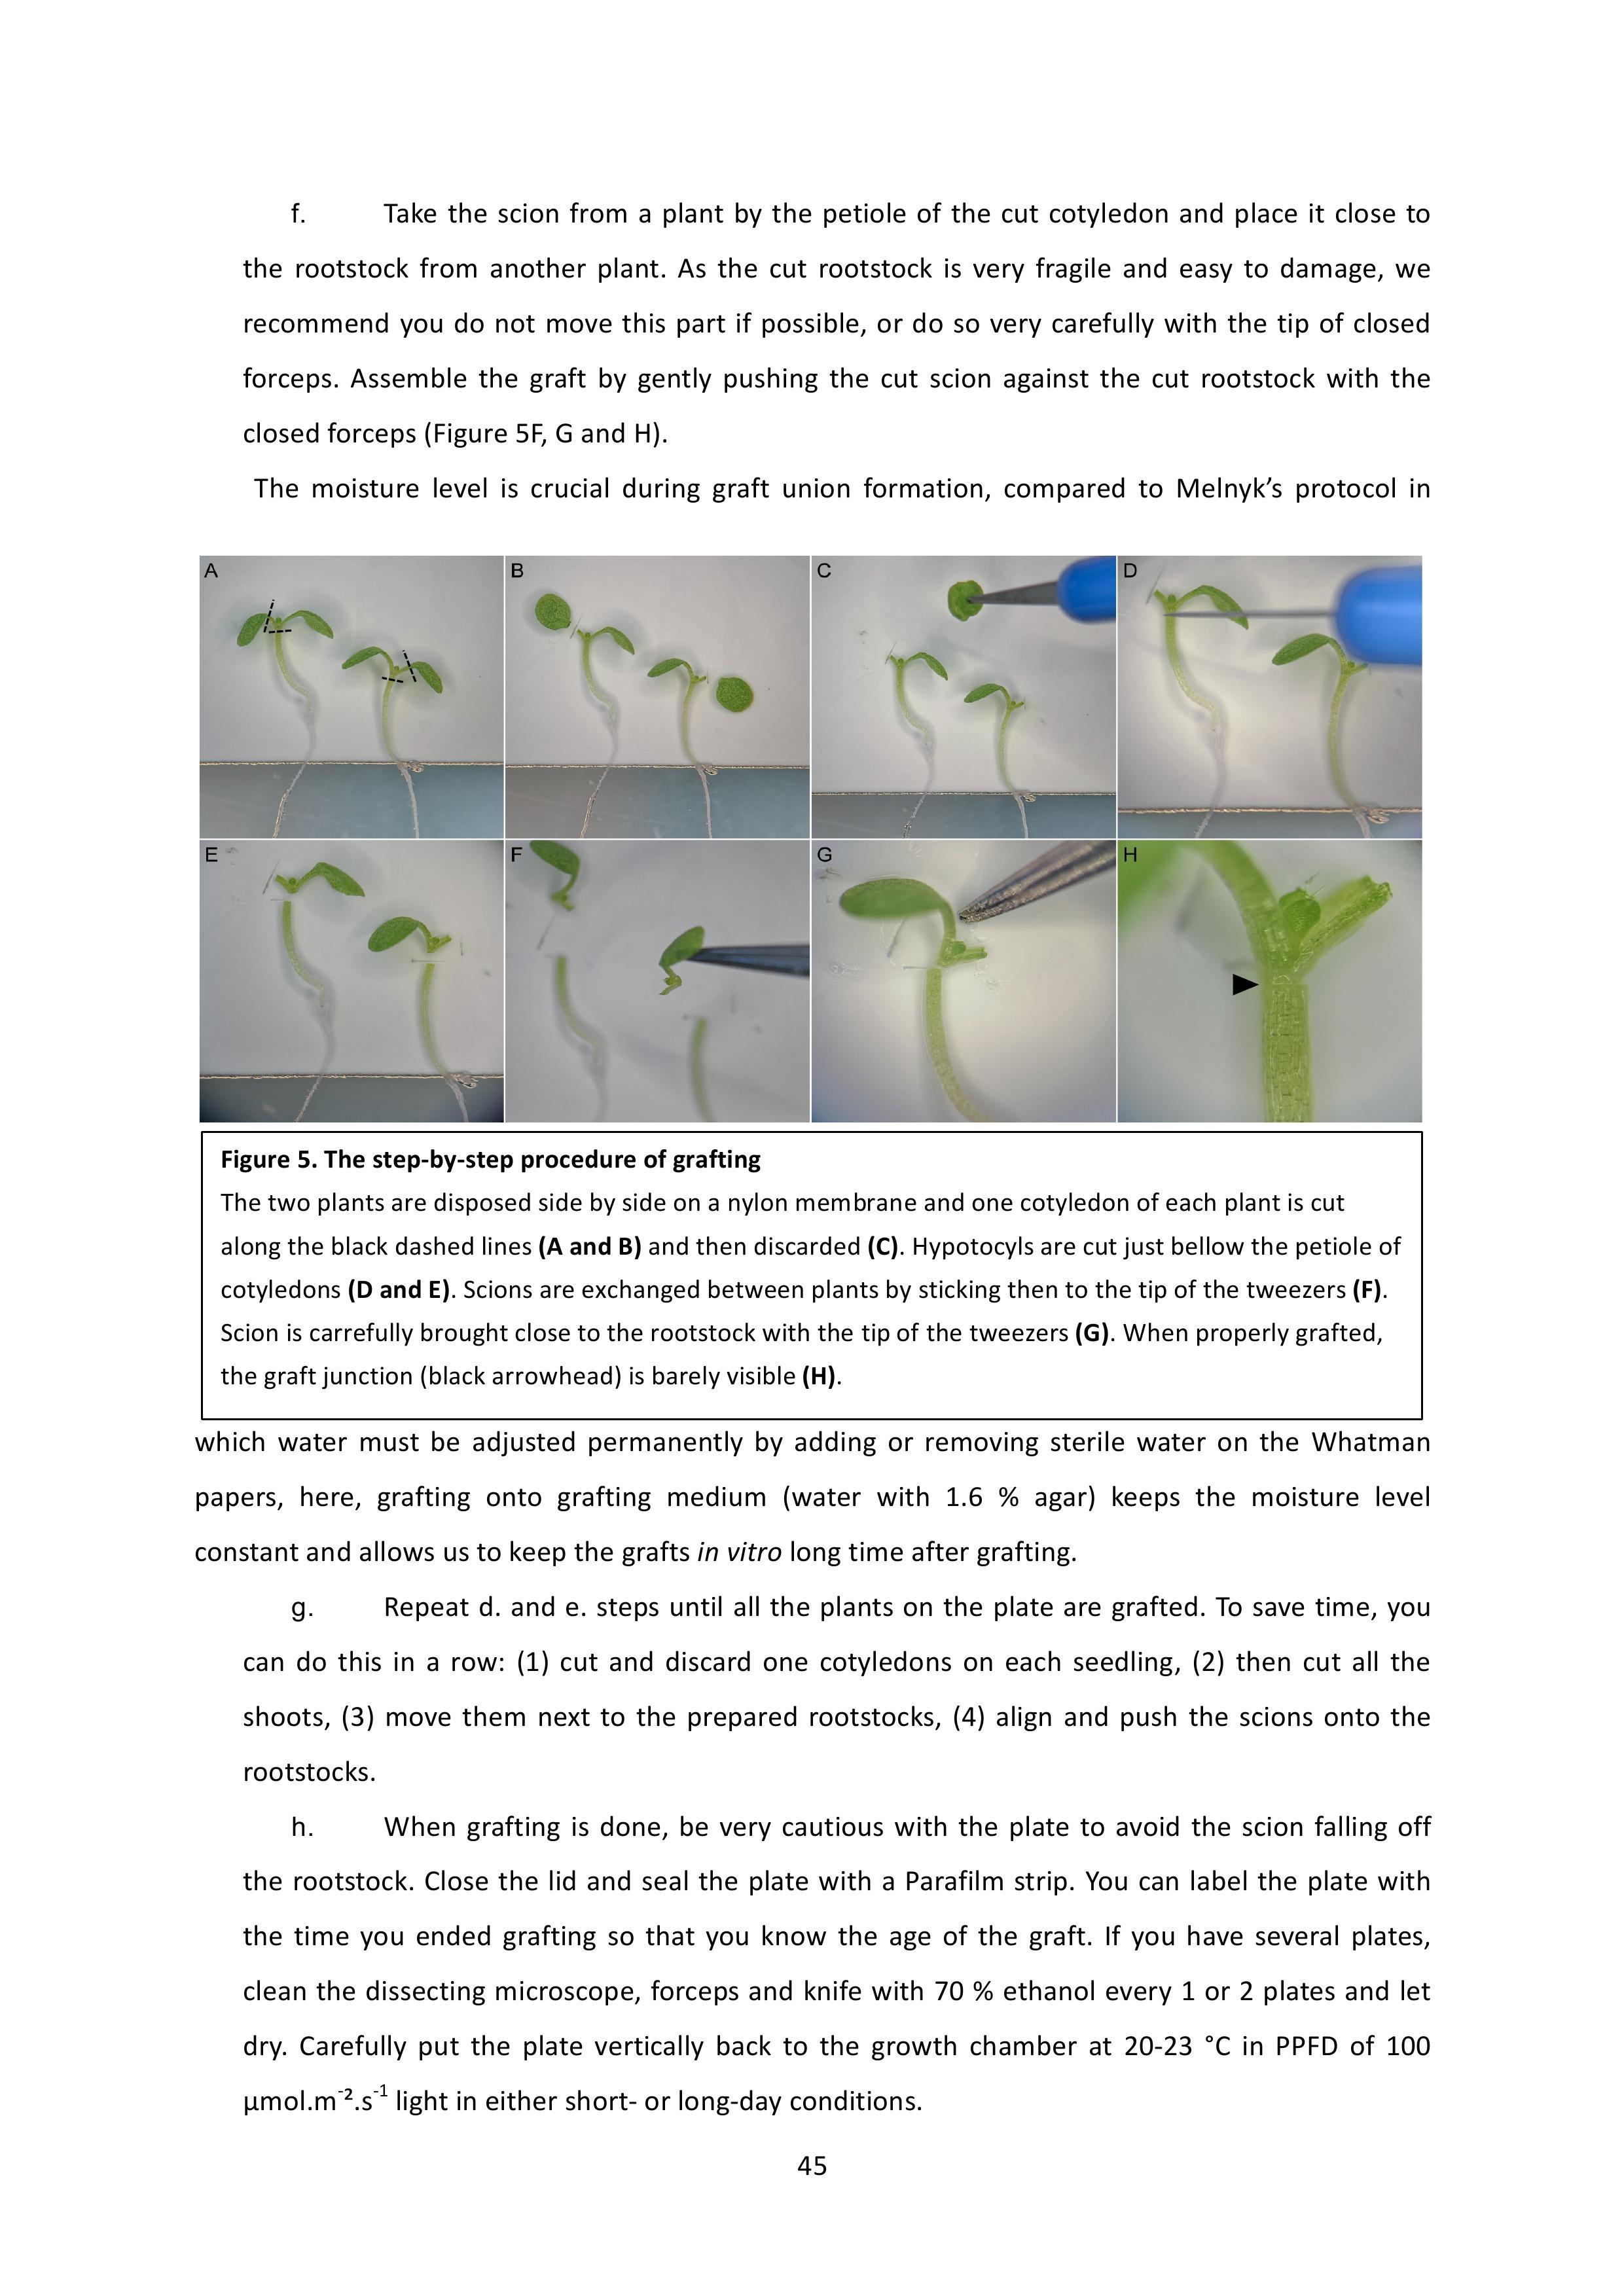 f. Take the scion from a plant by the petiole of the cut cotyledon and place it close to
the rootstock from another plant. As the cut rootstock is very fragile and easy to damage, we
recommend you do not move this part if possible, or do so very carefully with the tip of closed
forceps. Assemble the graft by gently pushing the cut scion against the cut rootstock with the
closed forceps (Figure 5F, G and H).
The moisture level is crucial during graft union formation, compared to Melnyk’s protocol in
A
B
C
D
E
F
G
H
Figure 5. The step-by-step procedure of grafting
The two plants are disposed side by side on a nylon membrane and one cotyledon of each plant is cut
along the black dashed lines (A and B) and then discarded (C). Hypotocyls are cut just bellow the petiole of
cotyledons (D and E). Scions are exchanged between plants by sticking then to the tip of the tweezers (F).
Scion is carrefully brought close to the rootstock with the tip of the tweezers (G). When properly grafted,
the graft junction (black arrowhead) is barely visible (H).
which water must be adjusted permanently by adding or removing sterile water on the Whatman
papers, here, grafting onto grafting medium (water with 1.6 % agar) keeps the moisture level
constant and allows us to keep the grafts in vitro long time after grafting.
g. Repeat d. and e. steps until all the plants on the plate are grafted. To save time, you
can do this in a row: (1) cut and discard one cotyledons on each seedling, (2) then cut all the
shoots, (3) move them next to the prepared rootstocks, (4) align and push the scions onto the
rootstocks.
h. When grafting is done, be very cautious with the plate to avoid the scion falling off
the rootstock. Close the lid and seal the plate with a Parafilm strip. You can label the plate with
the time you ended grafting so that you know the age of the graft. If you have several plates,
clean the dissecting microscope, forceps and knife with 70 % ethanol every 1 or 2 plates and let
dry. Carefully put the plate vertically back to the growth chamber at 20-23 °C in PPFD of 100
µmol.m⁻².s⁻¹ light in either short- or long-day conditions.
45